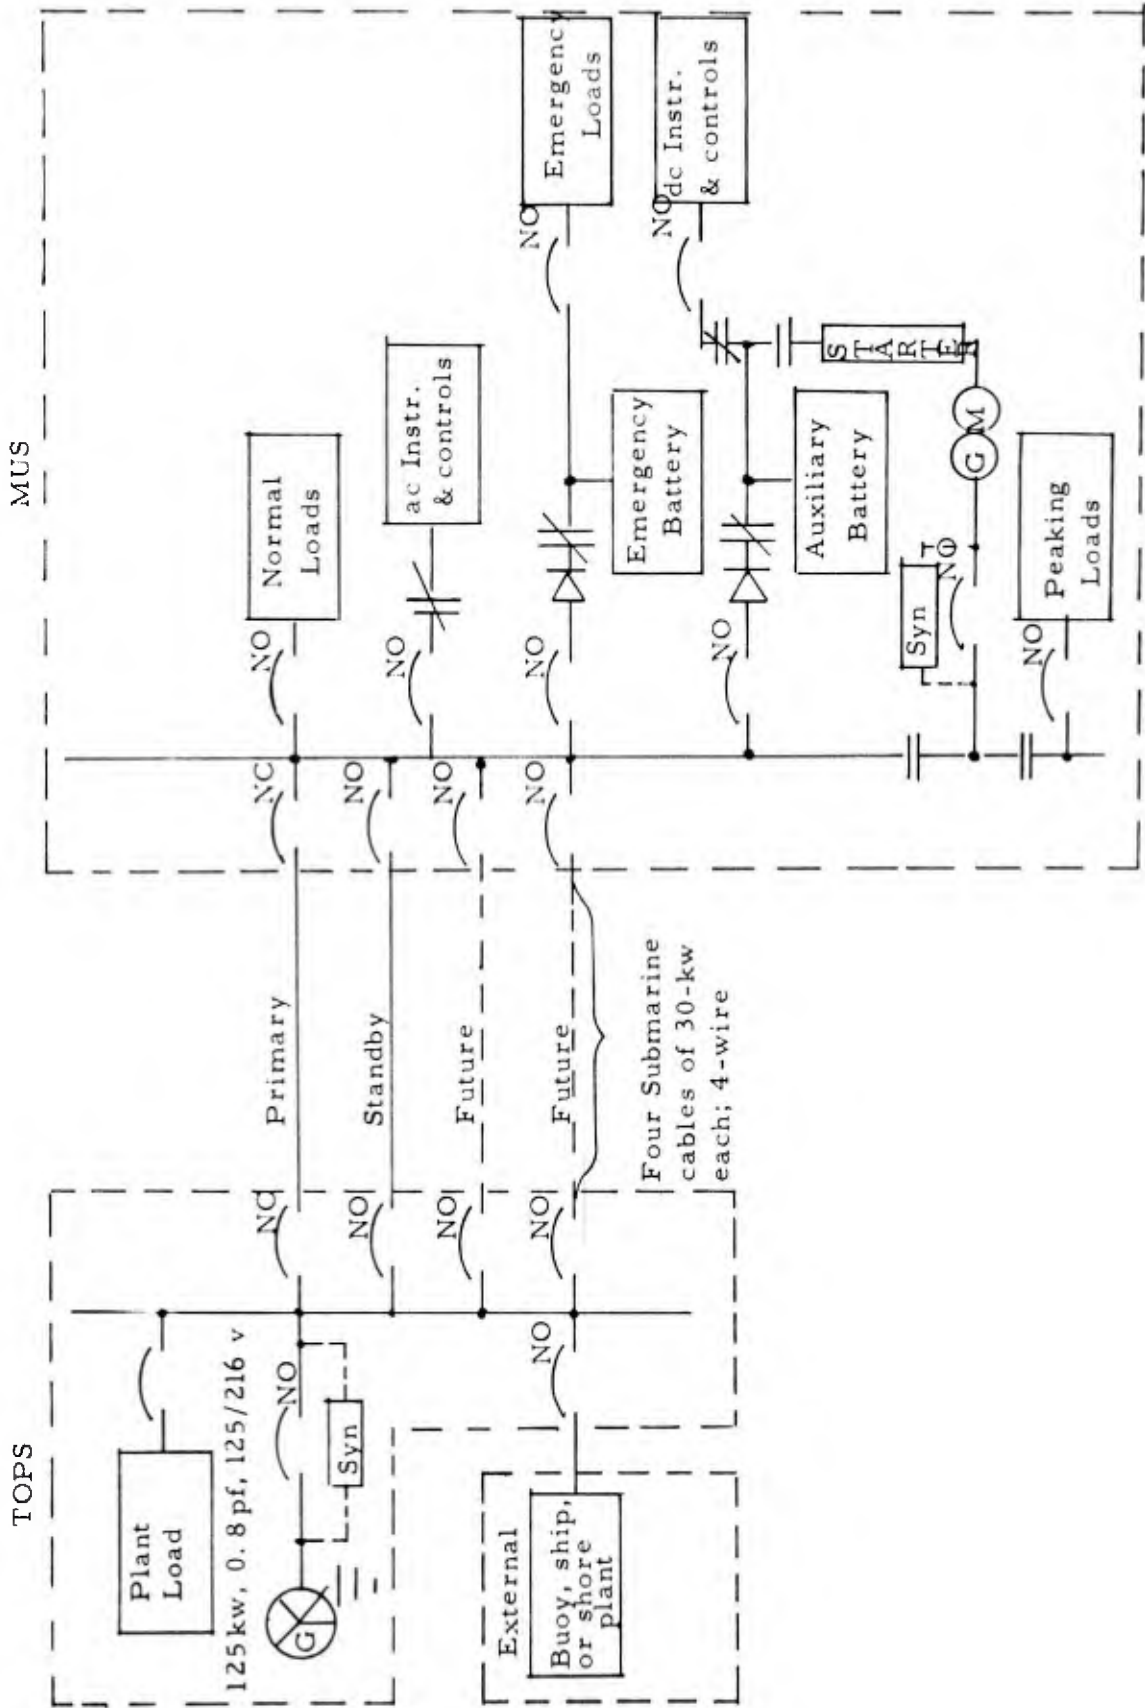 TOPS
MUS
Plant
Load
125kw, 0.8 pf, 125/216 v
G
NO
Syn
External
Buoy, ship,
or shore
plant
NO
NC
NO
NO
NO
Primary
Standby
Future
Future
Four Submarine
cables of 30-kw
each; 4-wire
NC
NO
NO
NO
NO
Normal
Loads
NO
ac Instr.
& controls
NO
Emergency
Battery
NO
Emergency
Loads
NO
Auxiliary
Battery
NO
dc Instr.
& controls
STARTER
Syn
NO
T
G
M
NO
Peaking
Loads